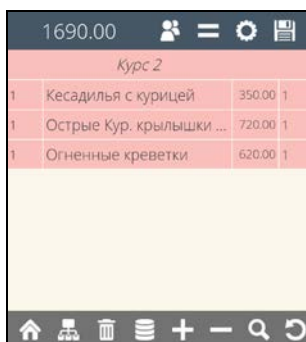 1690.00
Курс 2
1 Кесадилья с курицей 350.00 1
1 Острые Кур. крылышки ... 720.00 1
1 Огненные креветки 620.00 1